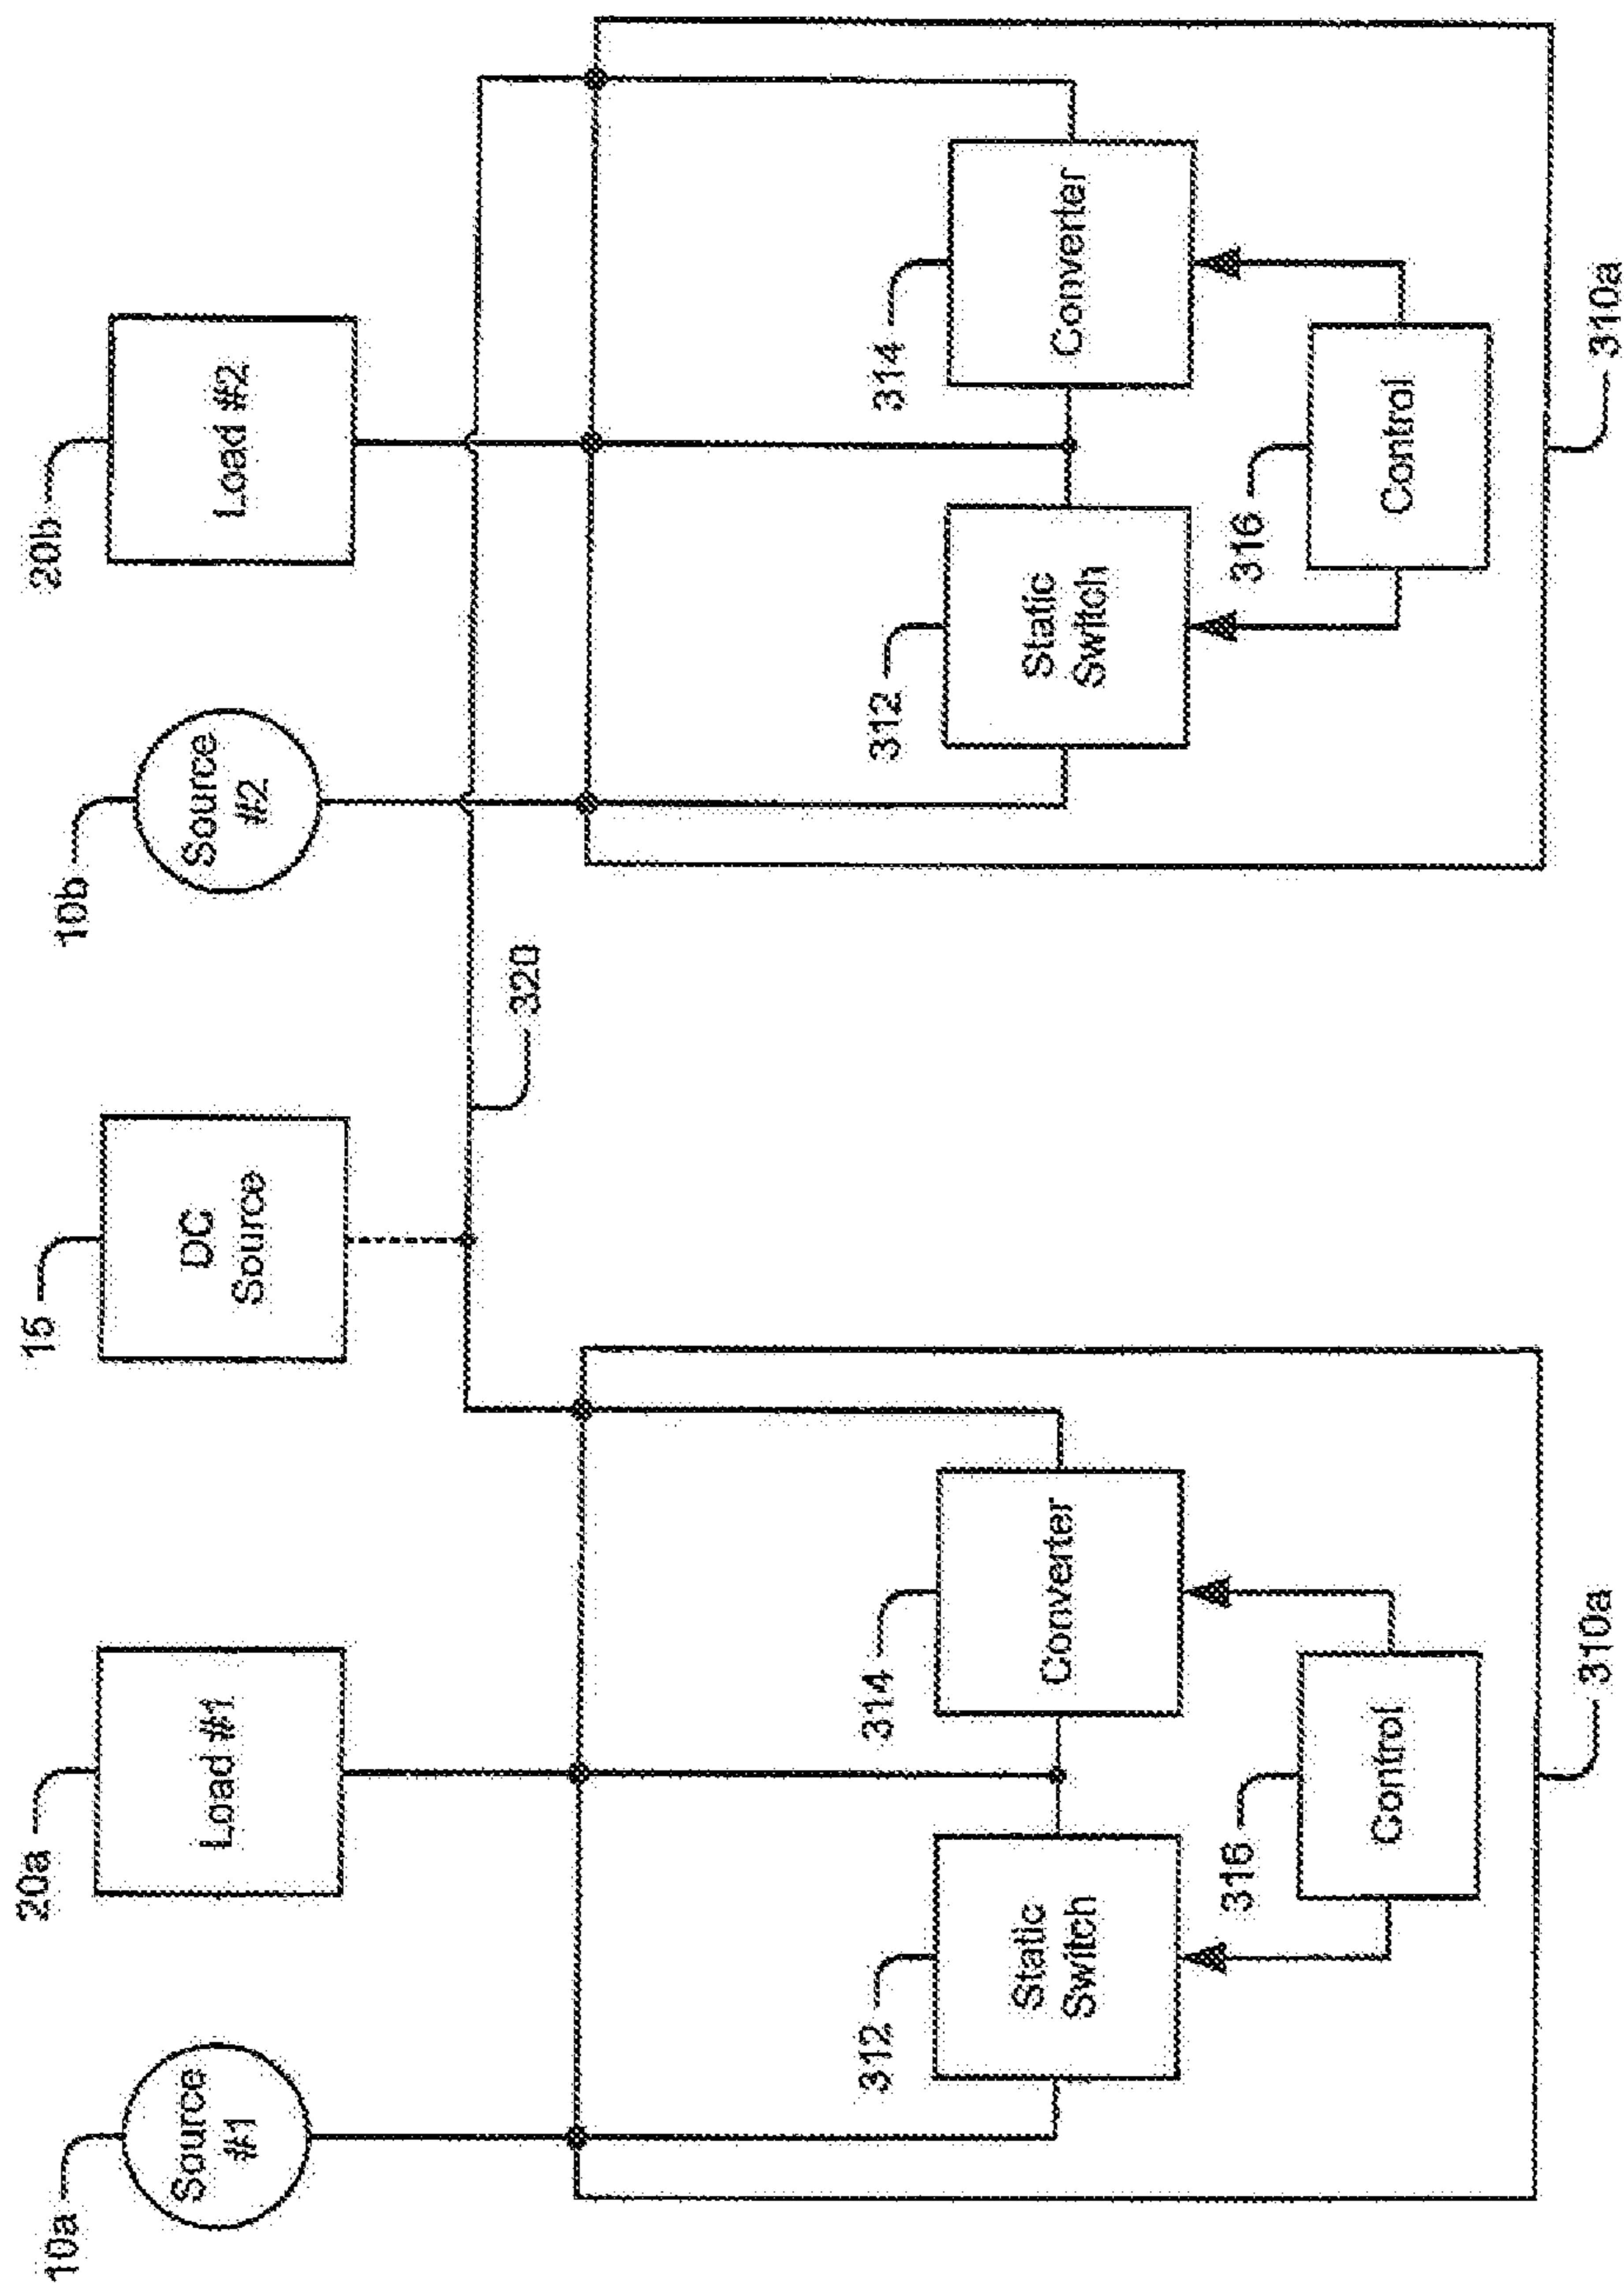 10a
Source
#1
20a
Load #1
15
DC
Source
10b
Source
#2
20b
Load #2
320
312
Static
Switch
314
Converter
316
Control
310a
312
Static
Switch
314
Converter
316
Control
310a